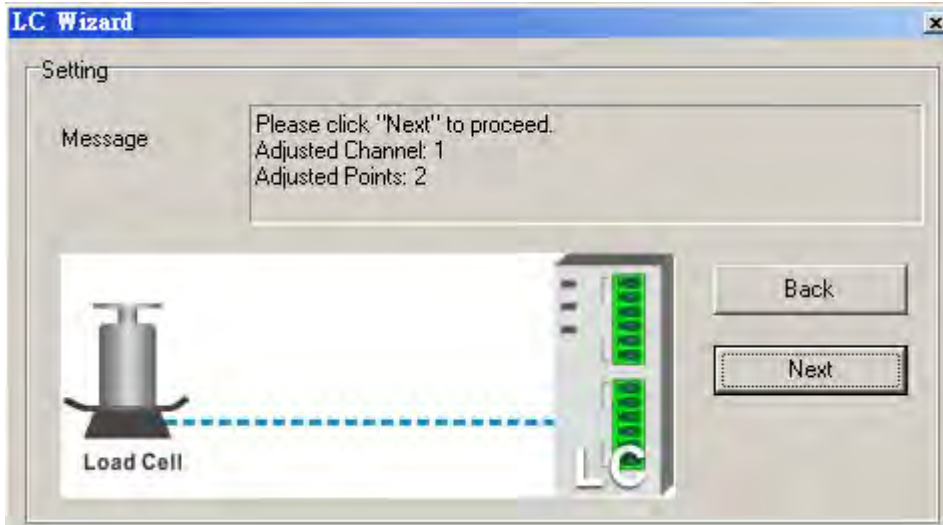 LC Wizard
Setting
Message
Please click "Next" to proceed.
Adjusted Channel: 1
Adjusted Points: 2
Back
Next
Load Cell
LC